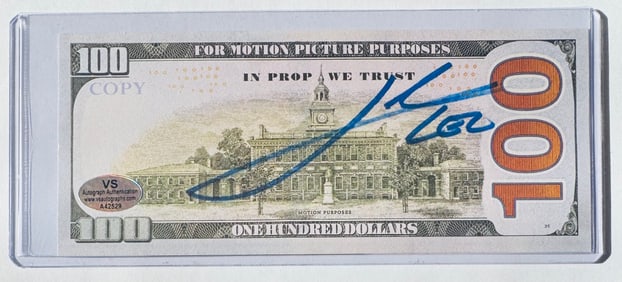 100
FOR MOTION PICTURE PURPOSES
IN PROP WE TRUST
COPY
100
VS
Autograph Authentication
www.vsautographs.com
A42529
MOTION PURPOSES
100
ONE HUNDRED DOLLARS